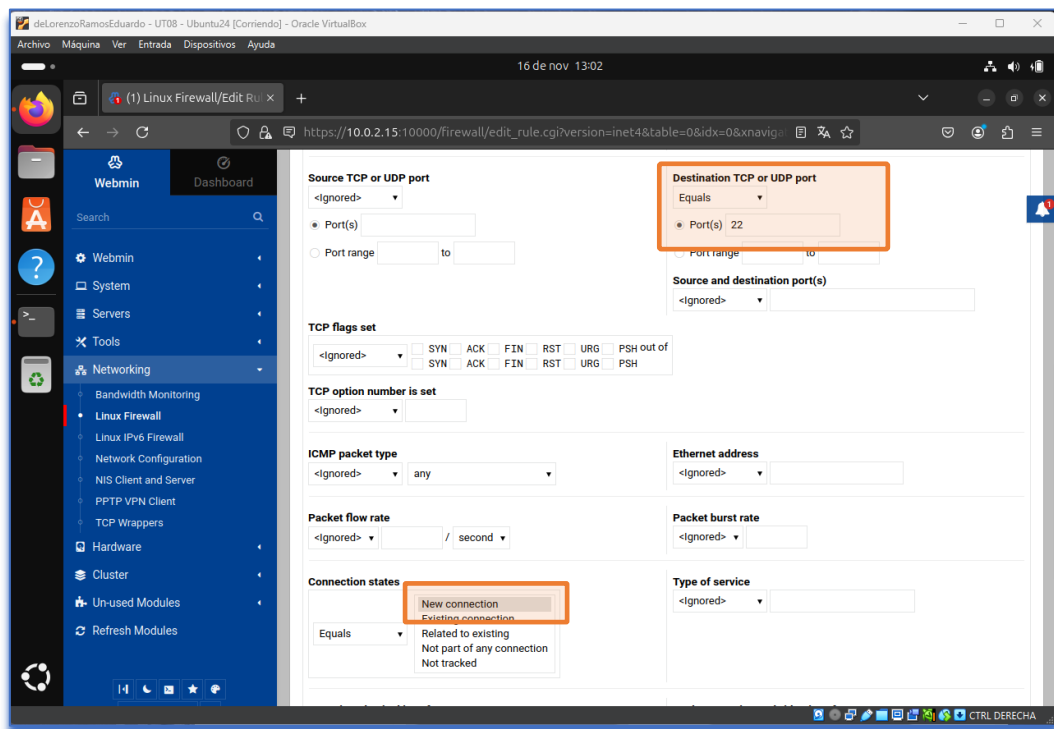 deLorenzoRamosEduardo - UT08 - Ubuntu24 [Corriendo] - Oracle VirtualBox
Archivo Máquina Ver Entrada Dispositivos Ayuda
16 de nov 13:02
(1) Linux Firewall/Edit Rul
https://10.0.2.15:10000/firewall/edit_rule.cgi?version=inet4&table=0&idx=0&xnaviga
Webmin
Dashboard
Search
Webmin
System
Servers
Tools
Networking
Bandwidth Monitoring
Linux Firewall
Linux IPv6 Firewall
Network Configuration
NIS Client and Server
PPTP VPN Client
TCP Wrappers
Hardware
Cluster
Un-used Modules
Refresh Modules
Source TCP or UDP port
<Ignored>
Port(s)
Port range to
Destination TCP or UDP port
Equals
Port(s) 22
Port range to
Source and destination port(s)
<Ignored>
TCP flags set
<Ignored> SYN ACK FIN RST URG PSH out of
SYN ACK FIN RST URG PSH
TCP option number is set
<Ignored>
ICMP packet type
<Ignored> any
Ethernet address
<Ignored>
Packet flow rate
<Ignored> / second
Packet burst rate
<Ignored>
Connection states
Equals
New connection
Existing connection
Related to existing
Not part of any connection
Not tracked
Type of service
<Ignored>
1
CTRL DERECHA